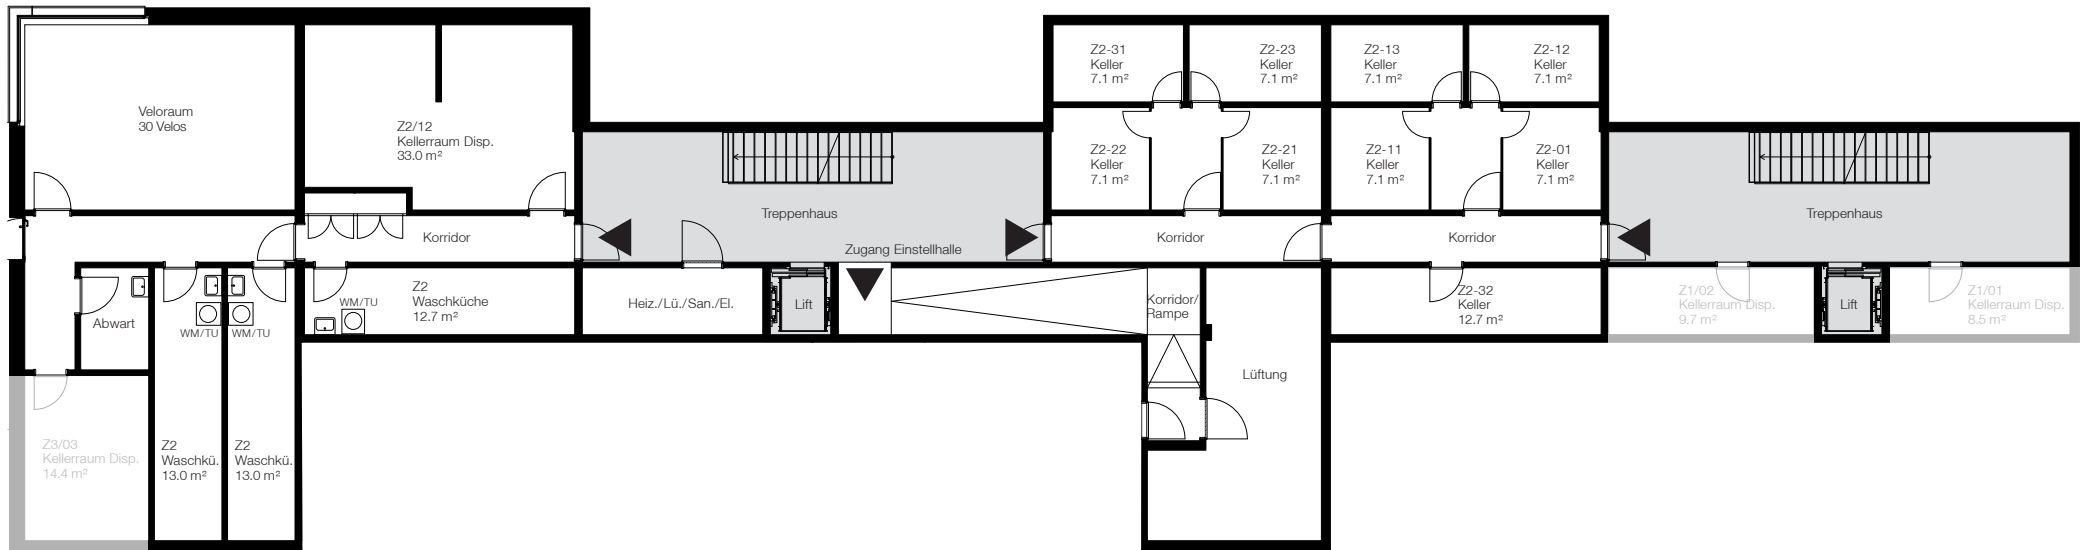 Z2-31
Keller
7.1 m²
Z2-23
Keller
7.1 m²
Z2-13
Keller
7.1 m²
Z2-12
Keller
7.1 m²
Veloraum
30 Velos
Z2/12
Kellerraum Disp.
33.0 m²
Z2-22
Keller
7.1 m²
Z2-21
Keller
7.1 m²
Z2-11
Keller
7.1 m²
Z2-01
Keller
7.1 m²
Treppenhaus
Treppenhaus
Korridor
Zugang Einstellhalle
Korridor
Korridor
Abwart
WM/TU
WM/TU
WM/TU
Z2
Waschküche
12.7 m²
Heiz./Lü./San./El.
Lift
Korridor/
Rampe
Z2-32
Keller
12.7 m²
Z1/02
Kellerraum Disp.
9.7 m²
Lift
Z1/01
Kellerraum Disp.
8.5 m²
Lüftung
Z3/03
Kellerraum Disp.
14.4 m²
Z2
Waschkü.
13.0 m²
Z2
Waschkü.
13.0 m²